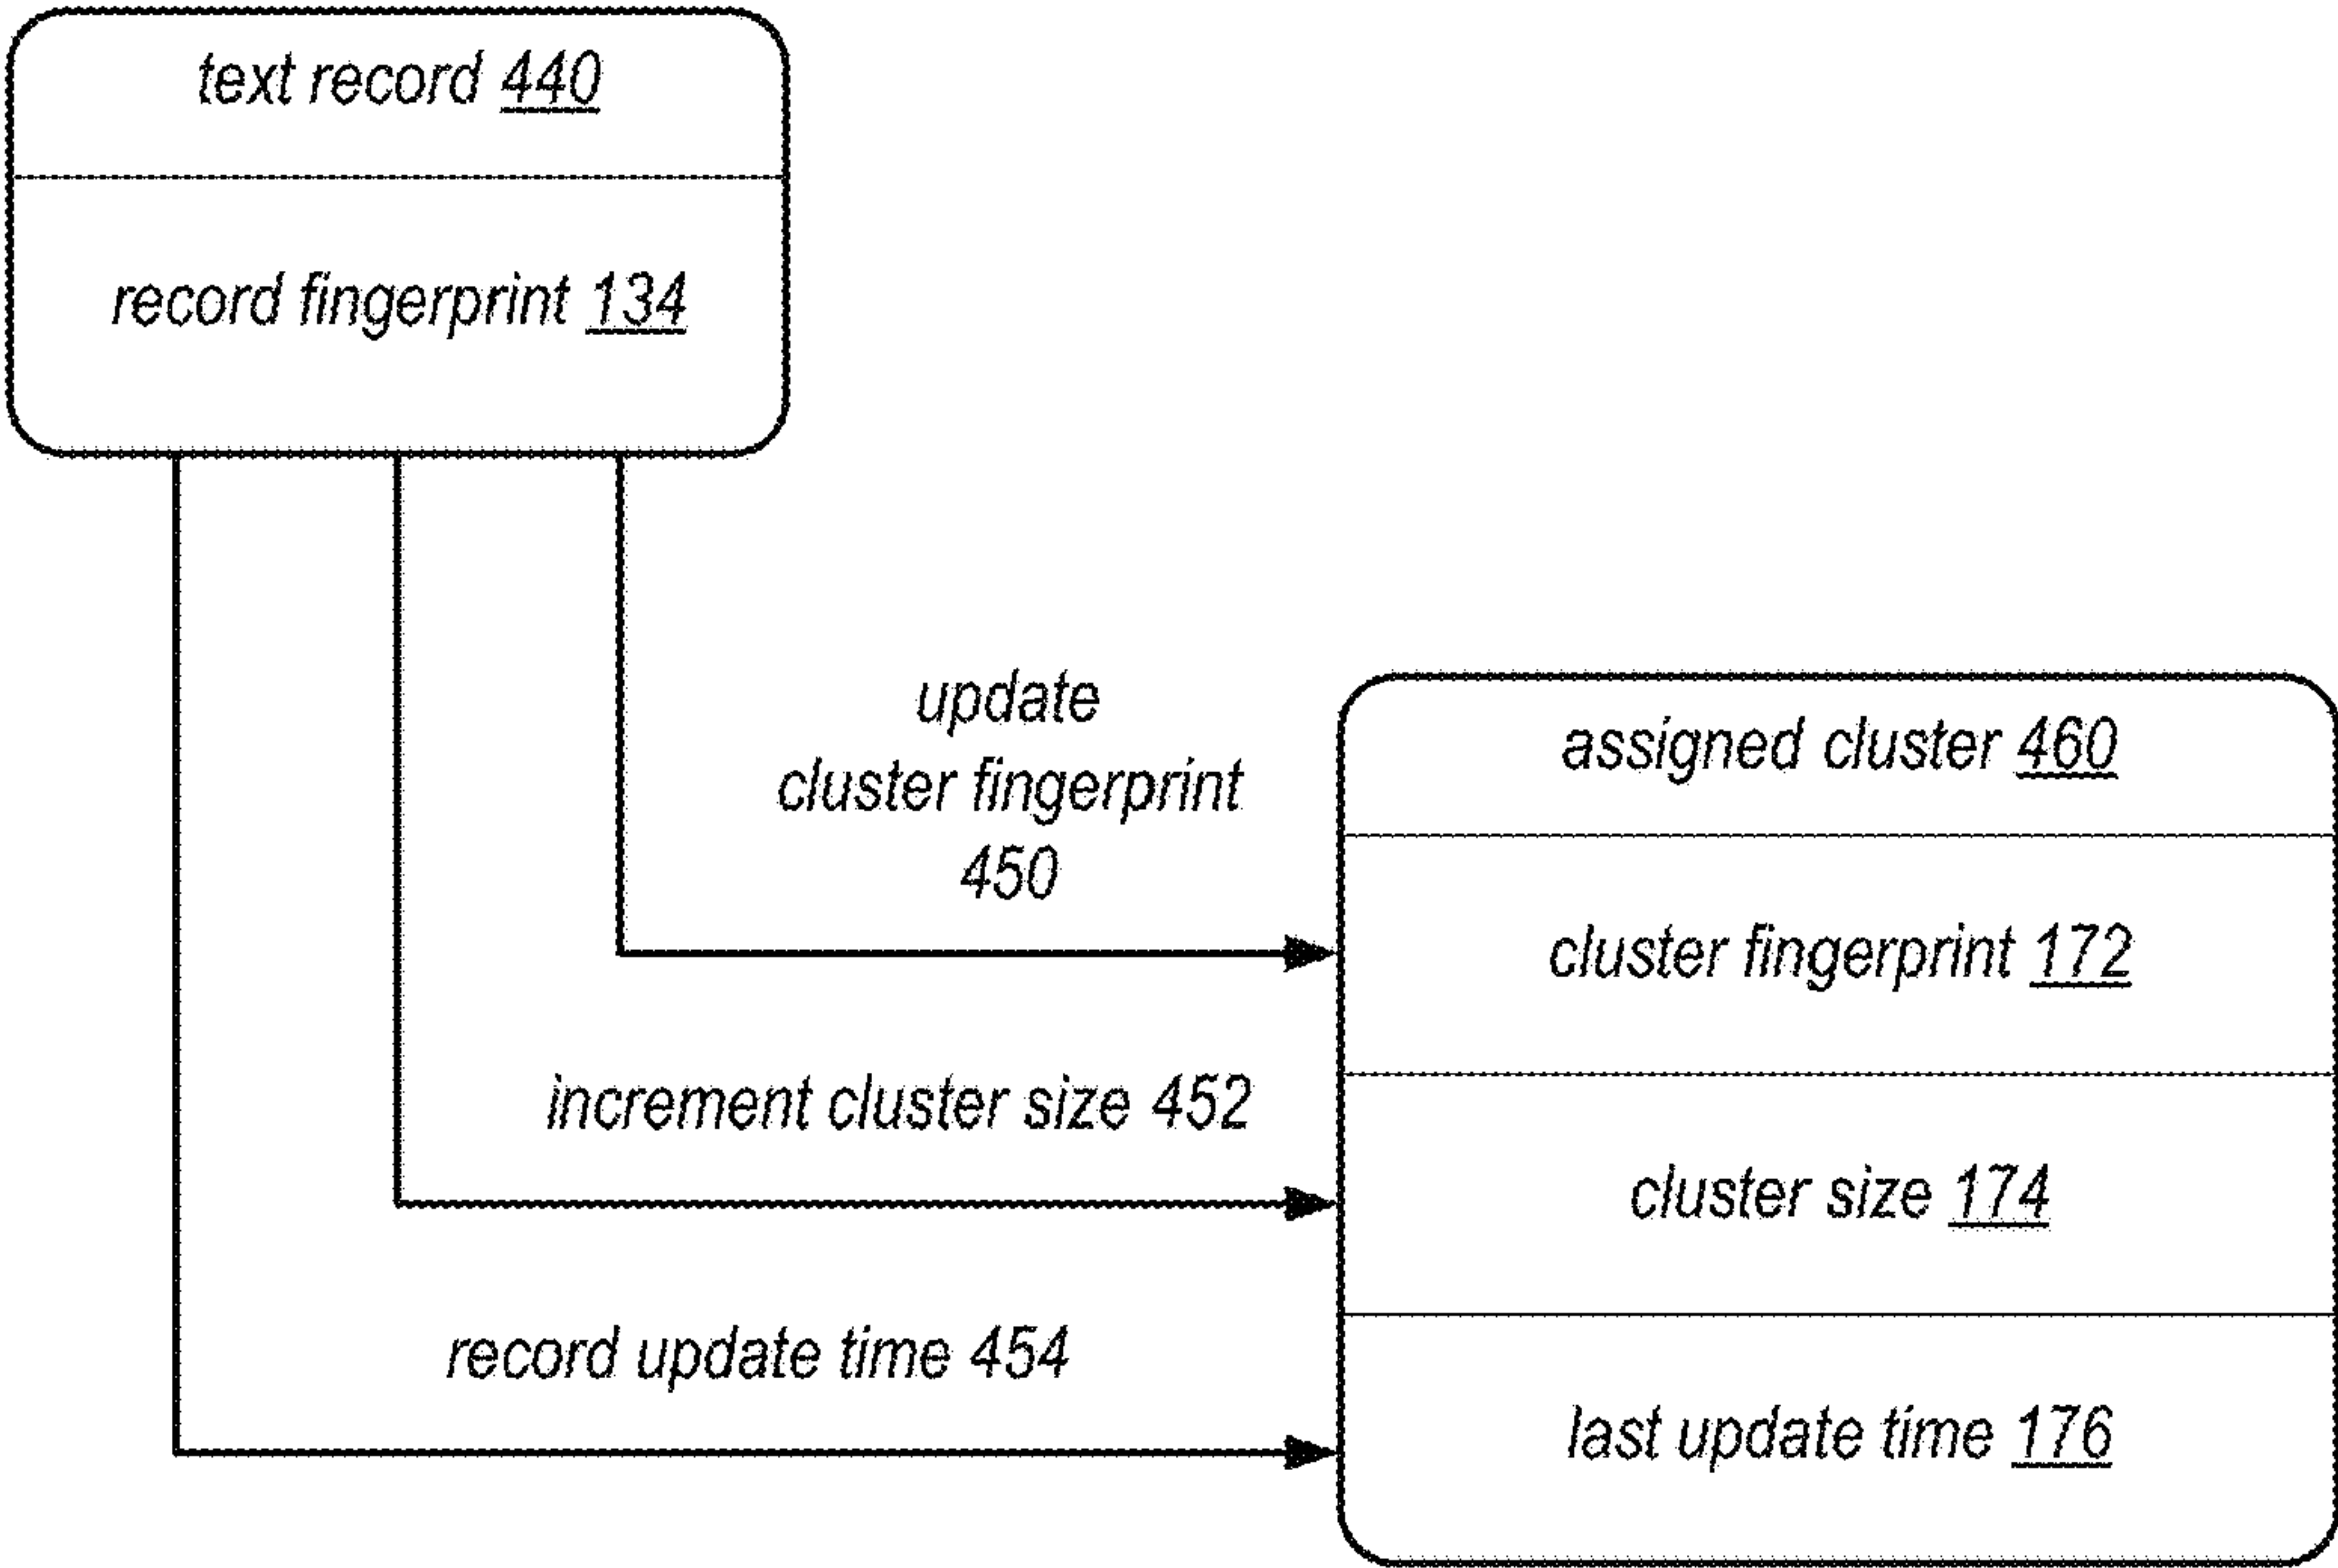 text record 440
record fingerprint 134
update
cluster fingerprint
450
assigned cluster 460
cluster fingerprint 172
increment cluster size 452
cluster size 174
record update time 454
last update time 176